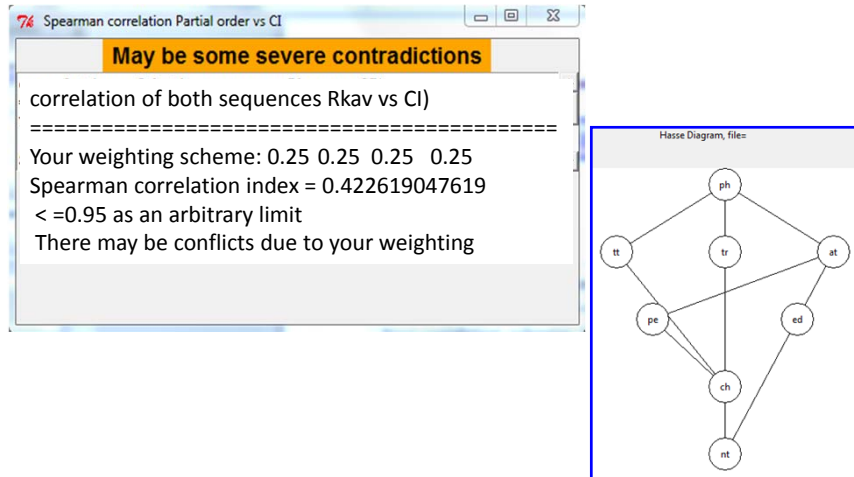 Spearman correlation Partial order vs CI
May be some severe contradictions
correlation of both sequences Rkav vs CI)
============================================
Your weighting scheme: 0.25 0.25 0.25 0.25
Spearman correlation index = 0.422619047619
< =0.95 as an arbitrary limit
There may be conflicts due to your weighting
Hasse Diagram, file=
ph
tt
tr
at
pe
ed
ch
nt